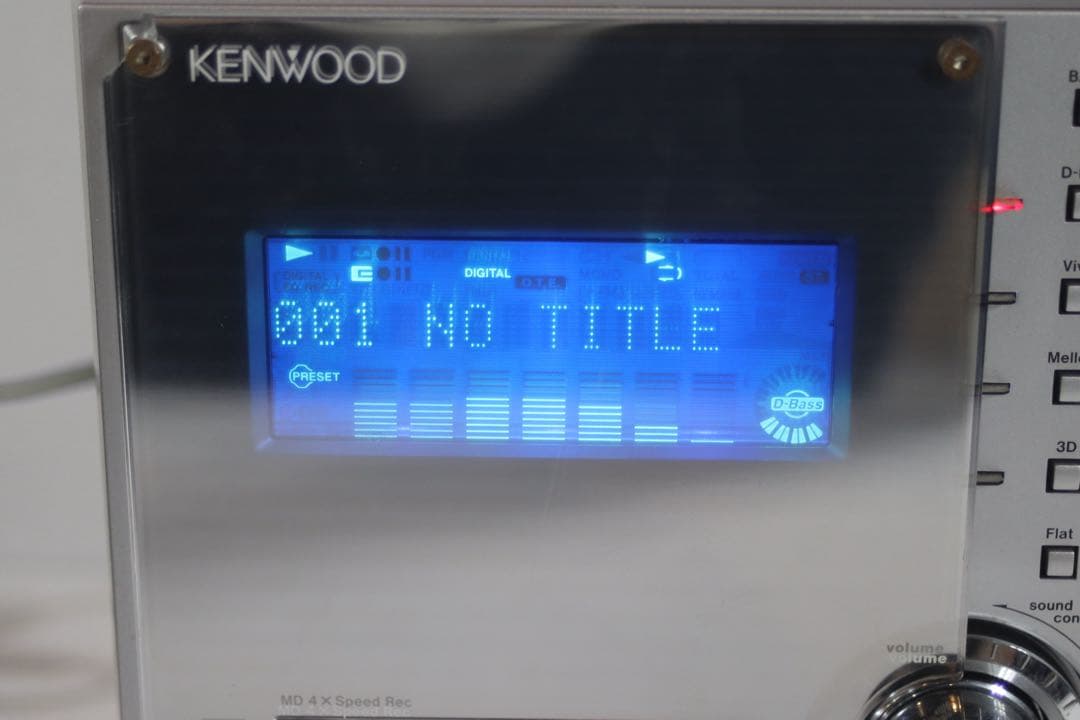 KENWOOD
DIGITAL
O.T.E.
001 NO TITLE
PRESET
D-Bass
Flat
3D
sound
volume
MD 4×Speed Rec